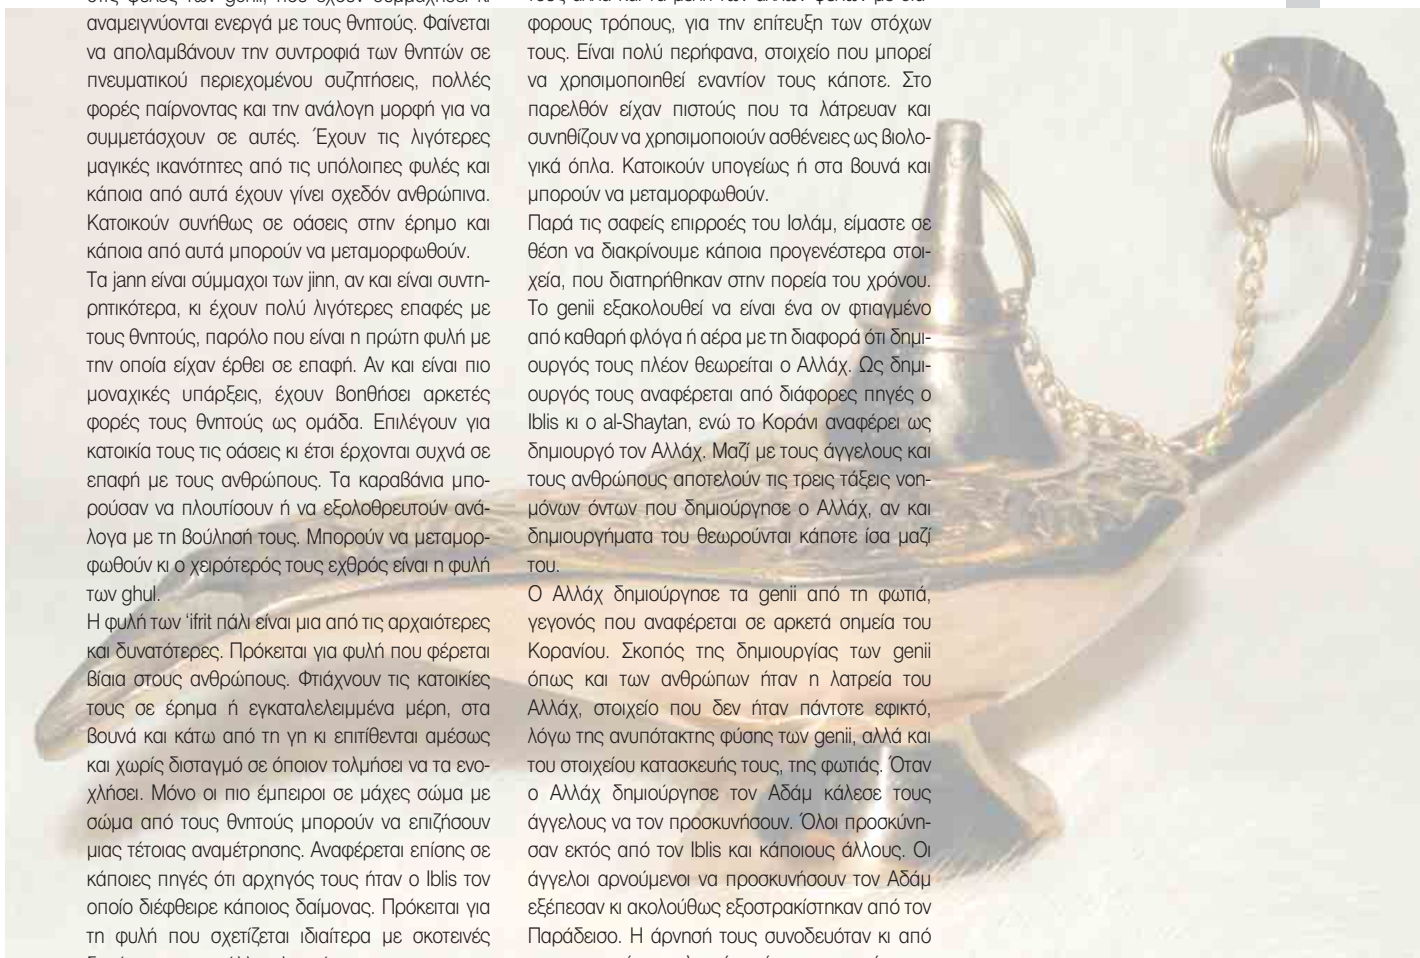 αναμειγνύονται ενεργά με τους θνητούς. Φαίνεται
να απολαμβάνουν την συντροφιά των θνητών σε
πνευματικού περιεχομένου συζητήσεις, πολλές
φορές παίρνοντας και την ανάλογη μορφή για να
συμμετάσχουν σε αυτές. Έχουν τις λιγότερες
μαγικές ικανότητες από τις υπόλοιπες φυλές και
κάποια από αυτά έχουν γίνει σχεδόν ανθρώπινα.
Κατοικούν συνήθως σε οάσεις στην έρημο και
κάποια από αυτά μπορούν να μεταμορφωθούν.
Τα jann είναι σύμμαχοι των jinn, αν και είναι συντη-
ρητικότερα, κι έχουν πολύ λιγότερες επαφές με
τους θνητούς, παρόλο που είναι η πρώτη φυλή με
την οποία είχαν έρθει σε επαφή. Αν και είναι πιο
μοναχικές υπάρξεις, έχουν βοηθήσει αρκετές
φορές τους θνητούς ως ομάδα. Επιλέγουν για
κατοικία τους τις οάσεις κι έτσι έρχονται συχνά σε
επαφή με τους ανθρώπους. Τα καραβάνια μπο-
ρούσαν να πλουτίσουν ή να εξολοθρευτούν ανά-
λογα με τη βούλησή τους. Μπορούν να μεταμορ-
φωθούν κι ο χειρότερός τους εχθρός είναι η φυλή
των ghul.
Η φυλή των 'ifrit πάλι είναι μια από τις αρχαιότερες
και δυνατότερες. Πρόκειται για φυλή που φέρεται
βίαια στους ανθρώπους. Φτιάχνουν τις κατοικίες
τους σε έρημα ή εγκαταλελειμμένα μέρη, στα
βουνά και κάτω από τη γη κι επιτίθενται αμέσως
και χωρίς δισταγμό σε όποιον τολμήσει να τα ενο-
χλήσει. Μόνο οι πιο έμπειροι σε μάχες σώμα με
σώμα από τους θνητούς μπορούν να επιζήσουν
μιας τέτοιας αναμέτρησης. Αναφέρεται επίσης σε
κάποιες πηγές ότι αρχηγός τους ήταν ο Iblis τον
οποίο διέφθειρε κάποιος δαίμονας. Πρόκειται για
τη φυλή που σχετίζεται ιδιαίτερα με σκοτεινές
φορους τρόπους, για την επίτευξη των στόχων
τους. Είναι πολύ περήφανα, στοιχείο που μπορεί
να χρησιμοποιηθεί εναντίον τους κάποτε. Στο
παρελθόν είχαν πιστούς που τα λάτρευαν και
συνηθίζουν να χρησιμοποιούν ασθένειες ως βιολο-
γικά όπλα. Κατοικούν υπογείως ή στα βουνά και
μπορούν να μεταμορφωθούν.
Παρά τις σαφείς επιρροές του Ισλάμ, είμαστε σε
θέση να διακρίνουμε κάποια προγενέστερα στοι-
χεία, που διατηρήθηκαν στην πορεία του χρόνου.
Το genii εξακολουθεί να είναι ένα ον φτιαγμένο
από καθαρή φλόγα ή αέρα με τη διαφορά ότι δημι-
ουργός τους πλέον θεωρείται ο Αλλάχ. Ως δημι-
ουργός τους αναφέρεται από διάφορες πηγές ο
Iblis κι ο al-Shaytan, ενώ το Κοράνι αναφέρει ως
δημιουργό τον Αλλάχ. Μαζί με τους άγγελους και
τους ανθρώπους αποτελούν τις τρεις τάξεις νοη-
μόνων όντων που δημιούργησε ο Αλλάχ, αν και
δημιουργήματα του θεωρούνται κάποτε ίσα μαζί
του.
Ο Αλλάχ δημιούργησε τα genii από τη φωτιά,
γεγονός που αναφέρεται σε αρκετά σημεία του
Κορανίου. Σκοπός της δημιουργίας των genii
όπως και των ανθρώπων ήταν η λατρεία του
Αλλάχ, στοιχείο που δεν ήταν πάντοτε εφικτό,
λόγω της ανυπότακτης φύσης των genii, αλλά και
του στοιχείου κατασκευής τους, της φωτιάς. Όταν
ο Αλλάχ δημιούργησε τον Αδάμ κάλεσε τους
άγγελους να τον προσκυνήσουν. Όλοι προσκύνη-
σαν εκτός από τον Iblis και κάποιους άλλους. Οι
άγγελοι αρνούμενοι να προσκυνήσουν τον Αδάμ
εξέπεσαν κι ακολούθως εξοστρακίστηκαν από τον
Παράδεισο. Η άρνησή τους συνοδευόταν κι από